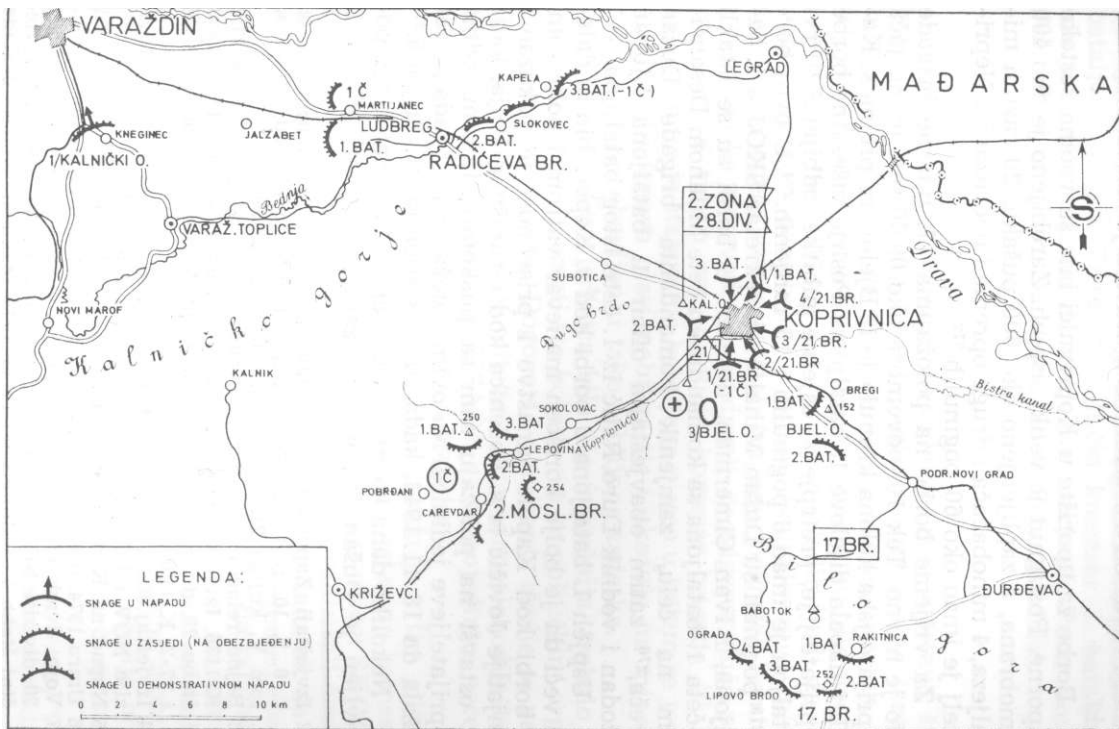 VARAŽDIN
LEGRAD
MAĐARSKA
KAPELA
3.BAT.(-1Č)
1Č
MARTIJANEC
SLOKOVEC
KNEGINEC
JALZABET
LUDBREG
2.BAT.
1.BAT.
RADIĆEVA BR.
1/KALNIČKI O.
Bednja
VARAŽ.TOPLICE
2.ZONA
28.DIV.
S
Drava
SUBOTICA
3.BAT.
1/1.BAT.
4/21.BR.
KAL.O.
KOPRIVNICA
NOVI MAROF
Kalničko gorje
Dugo brdo
2.BAT.
3/21.BR.
21
2/21.BR
1/21.BR
(-1Č)
KALNIK
BREGI
Bistra kanal
1.BAT.
152
3/BJEL.O.
BJEL.O.
SOKOLOVAC
250
3.BAT
1.BAT.
Koprivnica
LEPOVINA
2.BAT.
2.BAT.
1Č
254
PODR.NOVI GRAD
POBRĐANI
CAREVDAR
2.MOSL.BR.
17.BR.
Bilogora
KRIŽEVCI
ĐURĐEVAC
BABOTOK
OGRADA
1.BAT
RAKITNICA
4.BAT.
3.BAT.
252
2.BAT.
LIPOVO BRDO
17. BR.
LEGENDA:
SNAGE U NAPADU
SNAGE U ZASJEDI (NA OBEZBJEĐENJU)
SNAGE U DEMONSTRATIVNOM NAPADU
0 2 4 6 8 10 km